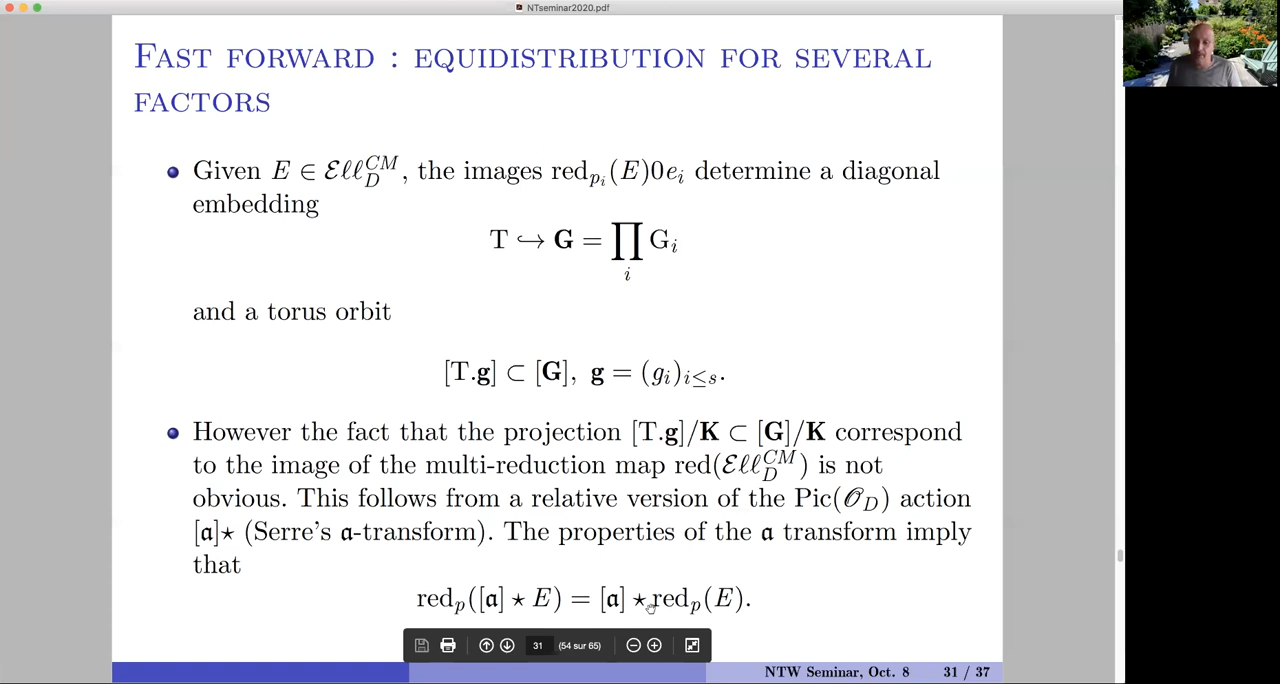 NTseminar2020.pdf
FAST FORWARD : EQUIDISTRIBUTION FOR SEVERAL
FACTORS
Given E ∈ 𝓔ℓℓ_D^{CM}, the images red_{p_i}(E)0e_i determine a diagonal
embedding
T ↪ G = ∏_i G_i
and a torus orbit
[T.g] ⊂ [G], g = (g_i)_{i≤s}.
However the fact that the projection [T.g]/K ⊂ [G]/K correspond
to the image of the multi-reduction map red(𝓔ℓℓ_D^{CM}) is not
obvious. This follows from a relative version of the Pic(𝒪_D) action
[𝔞]⋆ (Serre's 𝔞-transform). The properties of the 𝔞 transform imply
that
red_p([𝔞] ⋆ E) = [𝔞] ⋆ red_p(E).
31 (54 sur 65)
NTW Seminar, Oct. 8 31 / 37